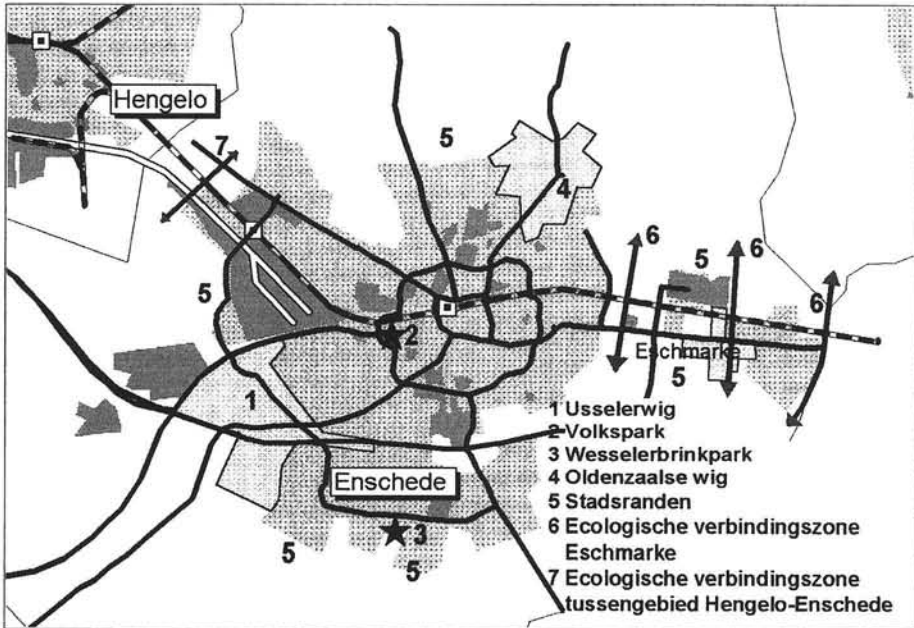 Hengelo
7
5
4
6
5
6
6
5
2
Eschmarke
5
1
Enschede
3
5
5
1 Usselerwig
2 Volkspark
3 Wesselerbrinkpark
4 Oldenzaalse wig
5 Stadsranden
6 Ecologische verbindingszone
Eschmarke
7 Ecologische verbindingszone
tussengebied Hengelo-Enschede